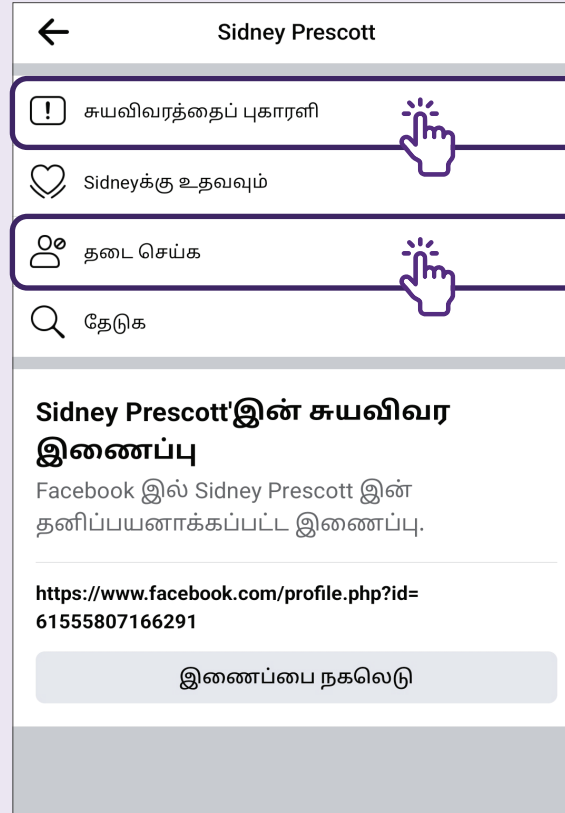 Sidney Prescott
சுயவிவரத்தைப் புகாரளி
Sidneyக்கு உதவவும்
தடை செய்க
தேடுக
Sidney Prescott'இன் சுயவிவர
இணைப்பு
Facebook இல் Sidney Prescott இன்
தனிப்பயனாக்கப்பட்ட இணைப்பு.
https://www.facebook.com/profile.php?id=
61555807166291
இணைப்பை நகலெடு